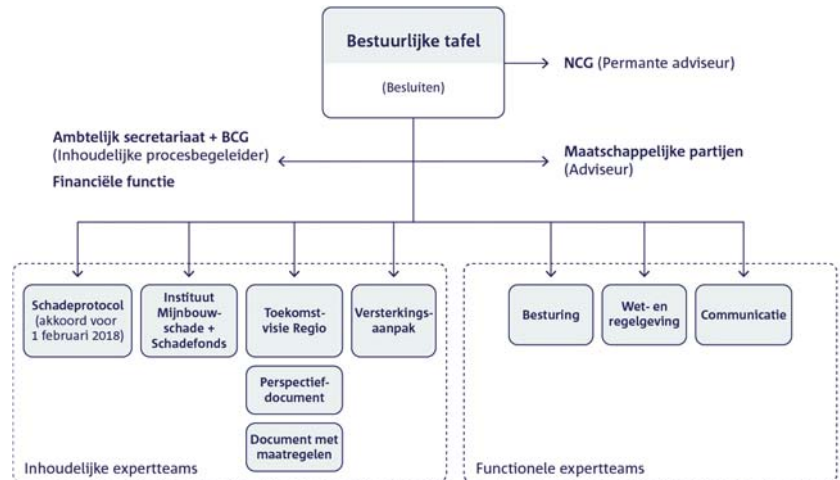 Bestuurlijke tafel
(Besluiten)
NCG (Permante adviseur)
Ambtelijk secretariaat + BCG
(Inhoudelijke procesbegeleider)
Financiële functie
Maatschappelijke partijen
(Adviseur)
Schadeprotocol
(akkoord voor
1 februari 2018)
Instituut
Mijnbouw-
schade +
Schadefonds
Toekomst-
visie Regio
Versterkings-
aanpak
Perspectief-
document
Document met
maatregelen
Inhoudelijke expertteams
Besturing
Wet- en
regelgeving
Communicatie
Functionele expertteams